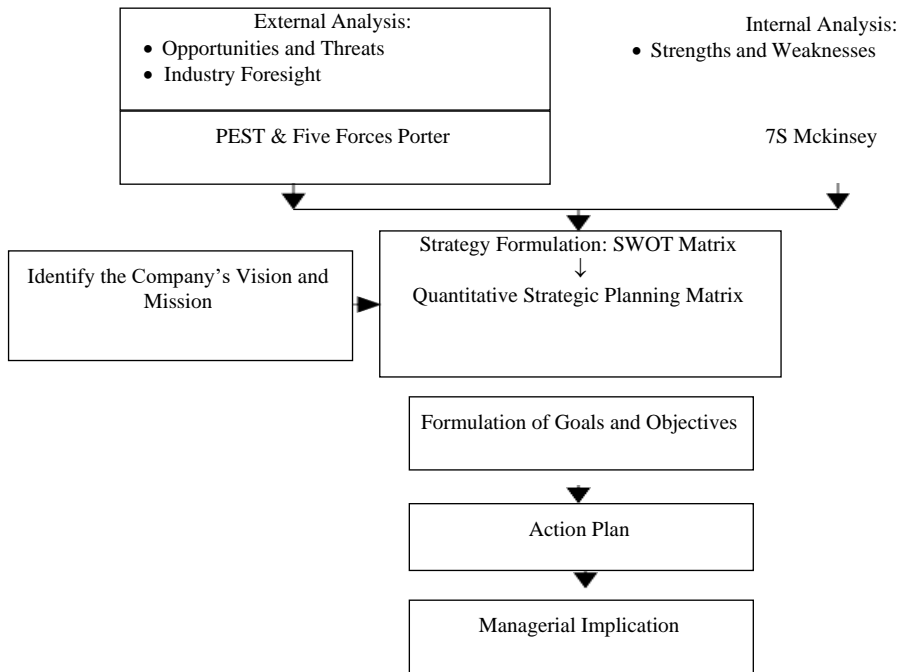 External Analysis:
• Opportunities and Threats
• Industry Foresight
PEST & Five Forces Porter
Internal Analysis:
• Strengths and Weaknesses
7S Mckinsey
Identify the Company’s Vision and
Mission
Strategy Formulation: SWOT Matrix
↓
Quantitative Strategic Planning Matrix
Formulation of Goals and Objectives
Action Plan
Managerial Implication